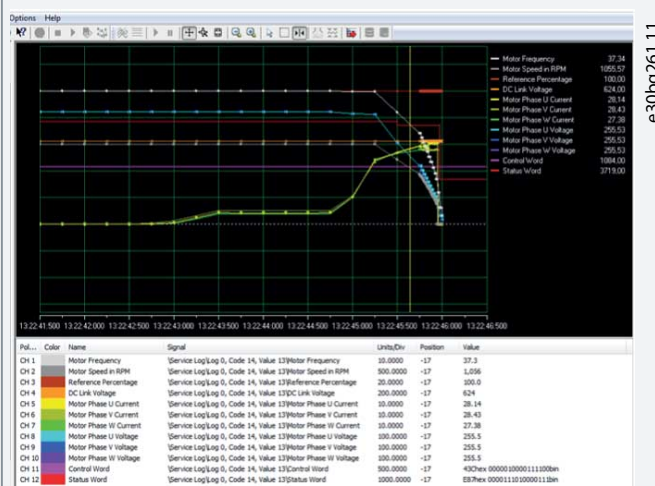 Options Help
Motor Frequency 37,34
Motor Speed in RPM 1055,57
Reference Percentage 100,00
DC Link Voltage 624,00
Motor Phase U Current 28,14
Motor Phase V Current 28,43
Motor Phase W Current 27,38
Motor Phase U Voltage 255,53
Motor Phase V Voltage 255,53
Motor Phase W Voltage 255,53
Control Word 1084,00
Status Word 3719,00
13:22:41:500 13:22:42:000 13:22:42:500 13:22:43:000 13:22:43:500 13:22:44:000 13:22:44:500 13:22:45:000 13:22:45:500 13:22:46:000 13:22:46:500
Pol... Color Name Signal Units/Div Position Value
CH 1 Motor Frequency \Service Log\Log 0, Code 14, Value 13\Motor Frequency 10.0000 -17 37.3
CH 2 Motor Speed in RPM \Service Log\Log 0, Code 14, Value 13\Motor Speed in RPM 500.0000 -17 1,056
CH 3 Reference Percentage \Service Log\Log 0, Code 14, Value 13\Reference Percentage 20.0000 -17 100.0
CH 4 DC Link Voltage \Service Log\Log 0, Code 14, Value 13\DC Link Voltage 200.0000 -17 624
CH 5 Motor Phase U Current \Service Log\Log 0, Code 14, Value 13\Motor Phase U Current 10.0000 -17 28.14
CH 6 Motor Phase V Current \Service Log\Log 0, Code 14, Value 13\Motor Phase V Current 10.0000 -17 28.43
CH 7 Motor Phase W Current \Service Log\Log 0, Code 14, Value 13\Motor Phase W Current 10.0000 -17 27.38
CH 8 Motor Phase U Voltage \Service Log\Log 0, Code 14, Value 13\Motor Phase U Voltage 100.0000 -17 255.5
CH 9 Motor Phase V Voltage \Service Log\Log 0, Code 14, Value 13\Motor Phase V Voltage 100.0000 -17 255.5
CH 10 Motor Phase W Voltage \Service Log\Log 0, Code 14, Value 13\Motor Phase W Voltage 100.0000 -17 255.5
CH 11 Control Word \Service Log\Log 0, Code 14, Value 13\Control Word 500.0000 -17 43Chex 0000010000111100bin
CH 12 Status Word \Service Log\Log 0, Code 14, Value 13\Status Word 1000.0000 -17 E87hex 0000111010000111bin
e30bg261.11